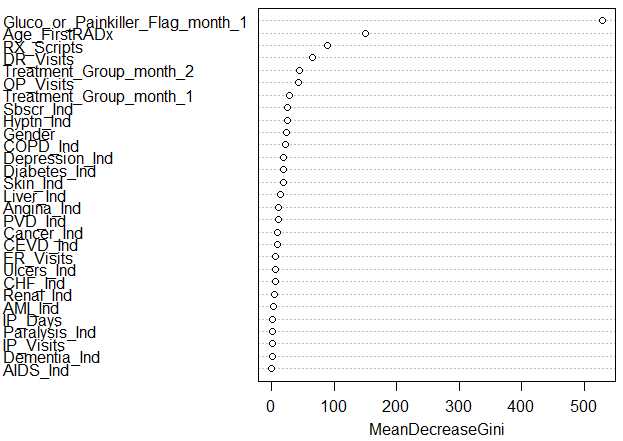 Gluco_or_Painkiller_Flag_month_1
Age_FirstRADx
RX_Scripts
DR_Visits
Treatment_Group_month_2
OP_Visits
Treatment_Group_month_1
Sbscr_Ind
Hyptn_Ind
Gender
COPD_Ind
Depression_Ind
Diabetes_Ind
Skin_Ind
Liver_Ind
Angina_Ind
PVD_Ind
Cancer_Ind
CEVD_Ind
ER_Visits
Ulcers_Ind
CHF_Ind
Renal_Ind
AMI_Ind
IP_Days
Paralysis_Ind
IP_Visits
Dementia_Ind
AIDS_Ind
0 100 200 300 400 500
MeanDecreaseGini